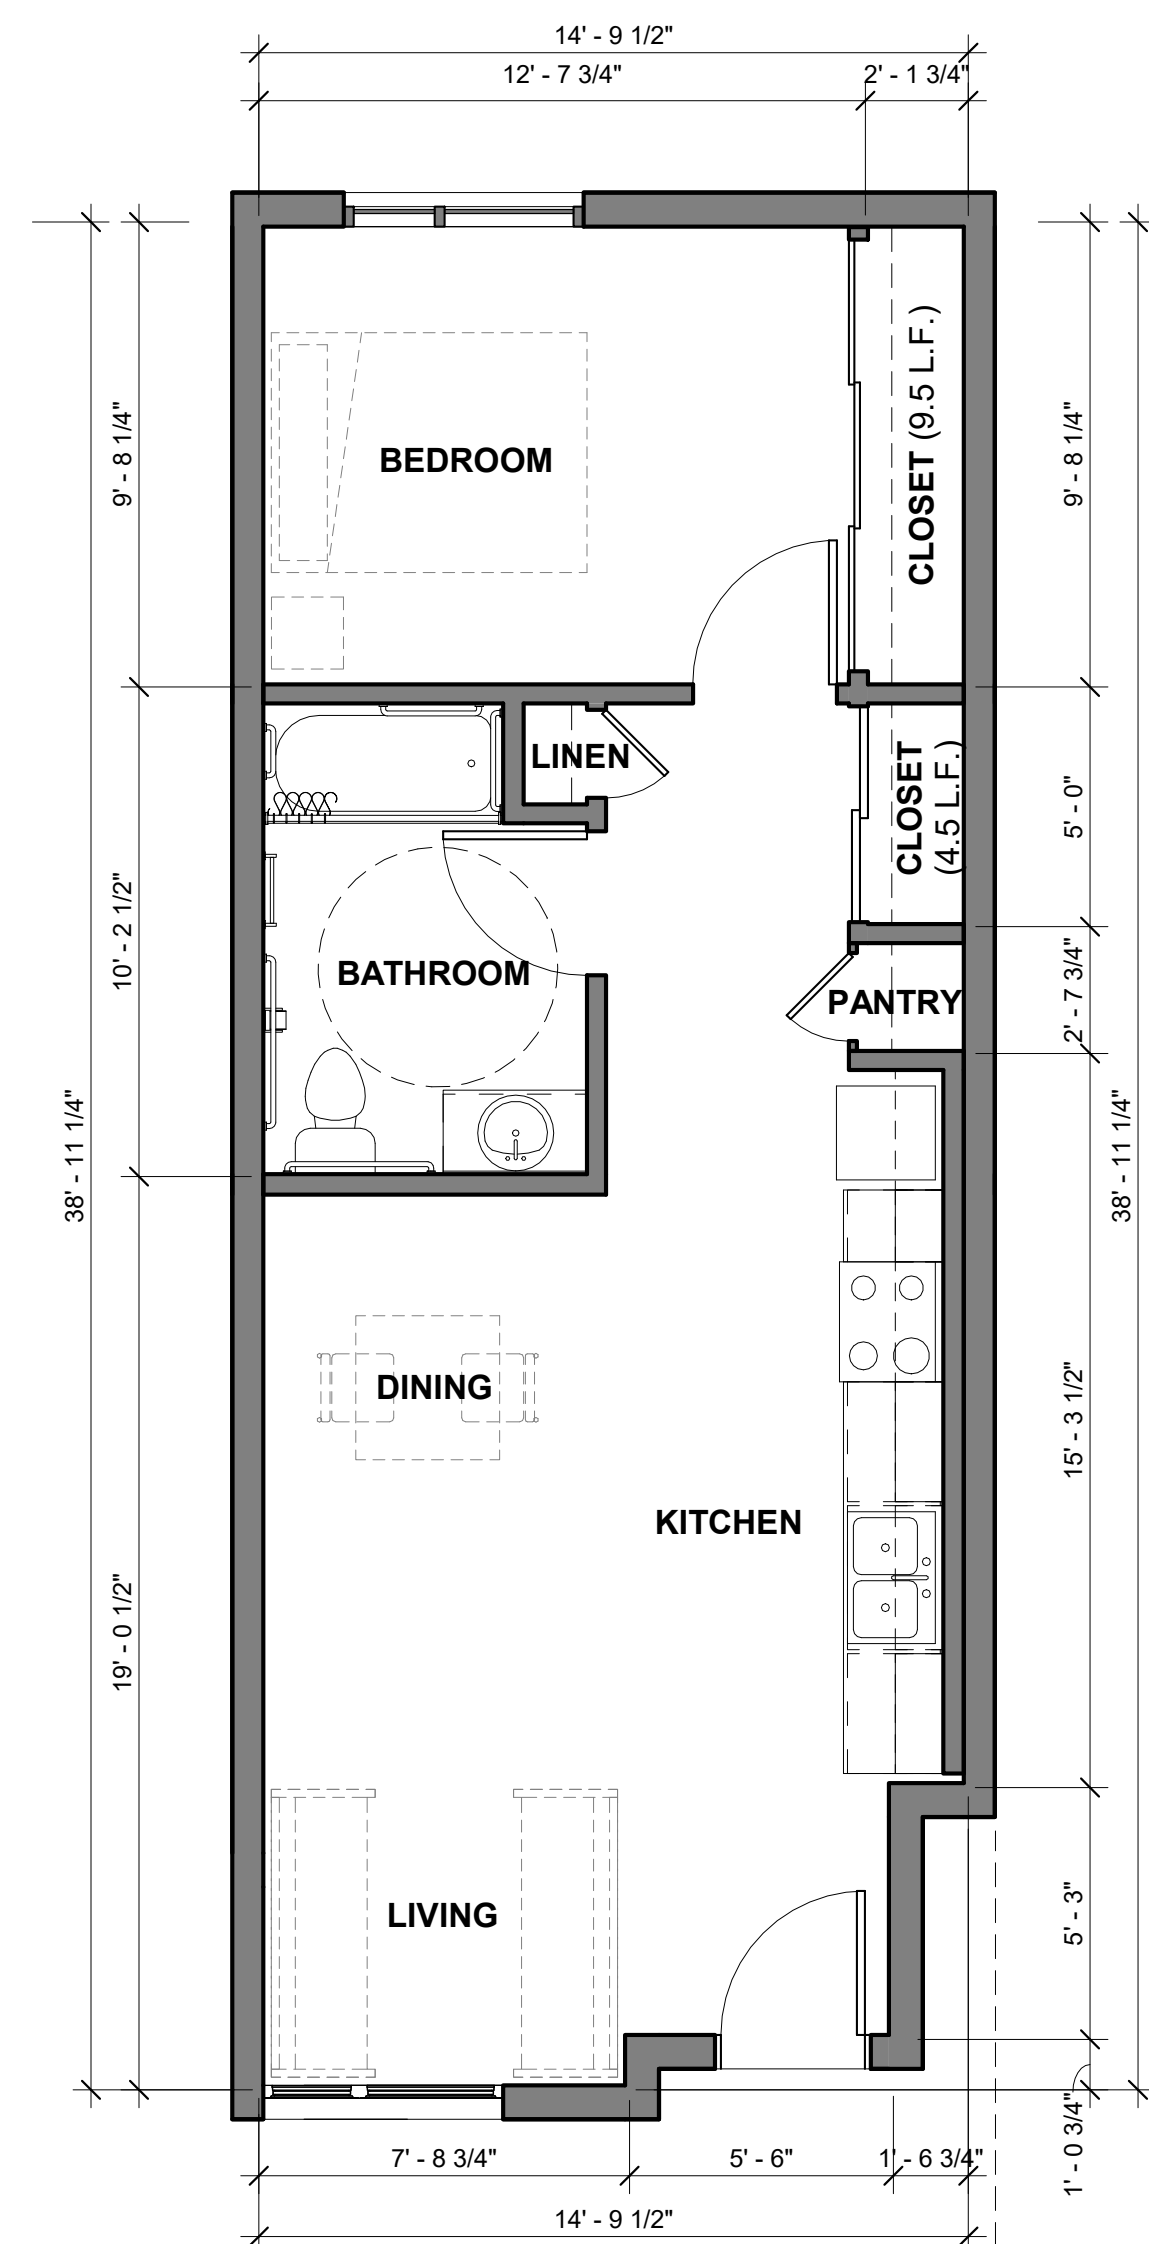 14' - 9 1/2"
12' - 7 3/4"
2' - 1 3/4"
9' - 8 1/4"
BEDROOM
CLOSET (9.5 L.F.)
9' - 8 1/4"
LINEN
CLOSET
(4.5 L.F.)
5' - 0"
10' - 2 1/2"
BATHROOM
PANTRY
2' - 7 3/4"
38' - 11 1/4"
38' - 11 1/4"
DINING
15' - 3 1/2"
KITCHEN
19' - 0 1/2"
LIVING
5' - 3"
1' - 0 3/4"
7' - 8 3/4"
5' - 6"
1' - 6 3/4"
14' - 9 1/2"